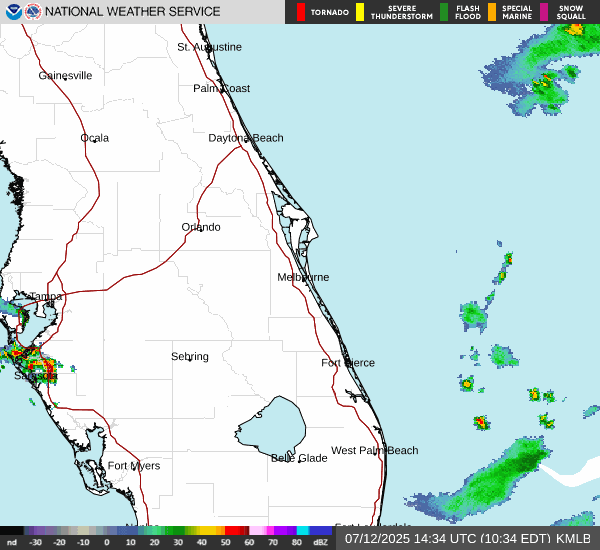 NATIONAL WEATHER SERVICE
TORNADO
SEVERE THUNDERSTORM
FLASH FLOOD
SPECIAL MARINE
SNOW SQUALL
St. Augustine
Gainesville
Palm Coast
Ocala
Daytona Beach
Orlando
Melbourne
Tampa
Sebring
Fort Pierce
Sarasota
West Palm Beach
Belle Glade
Fort Myers
Fort Lauderdale
nd -30 -20 -10 0 10 20 30 40 50 60 70 80 dBZ
07/12/2025 14:34 UTC (10:34 EDT) KMLB